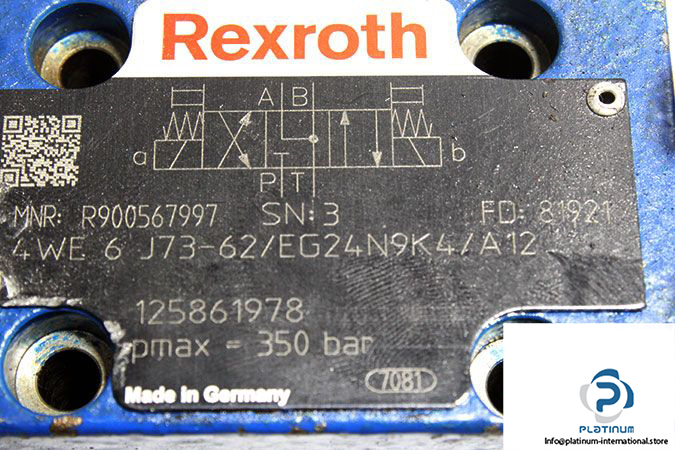 Rexroth
A B
a b
P T
MNR: R900567997 SN: 3 FD: 81921
4WE 6 J73-62/EG24N9K4/A12
125861978
pmax = 350 bar
7081
Made in Germany
PLATINUM
Info@platinum-international.store